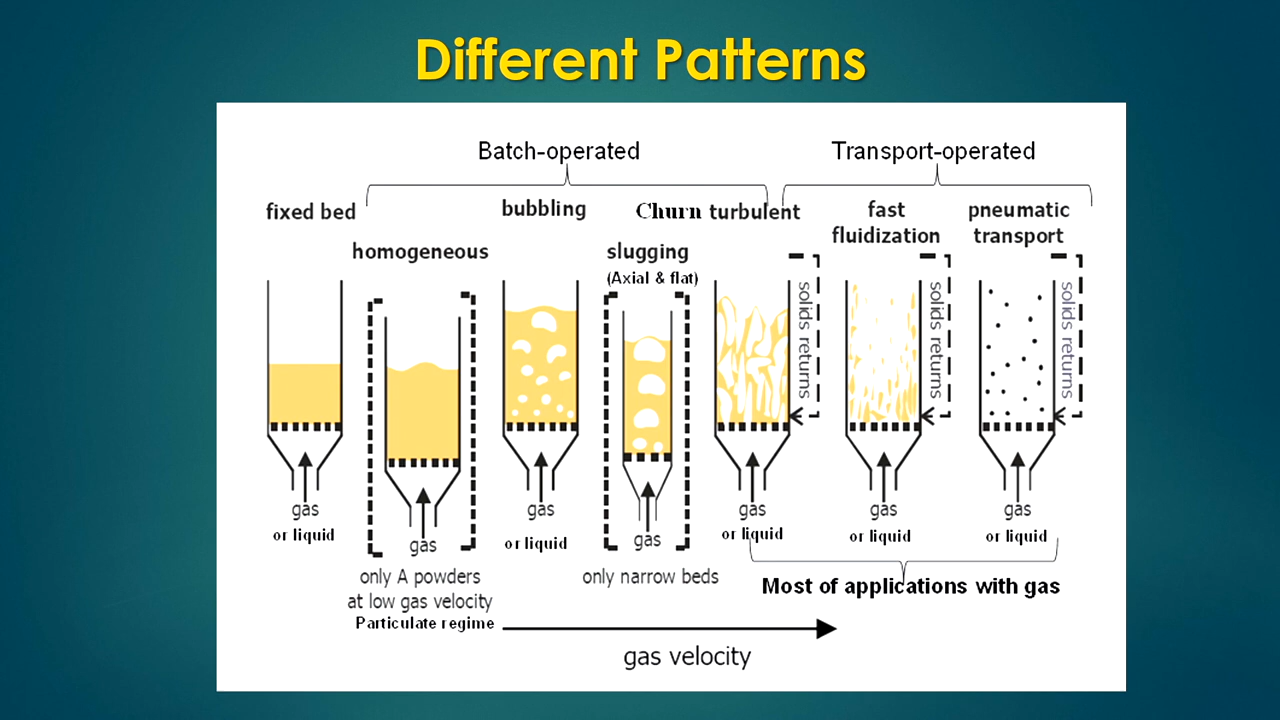 Different Patterns
Batch-operated
Transport-operated
fixed bed
homogeneous
bubbling
Churn turbulent
slugging
(Axial & flat)
fast
fluidization
pneumatic
transport
solids returns
solids returns
solids returns
gas
or liquid
gas
only A powders
at low gas velocity
Particulate regime
gas
or liquid
gas
only narrow beds
gas
or liquid
gas
or liquid
gas
or liquid
Most of applications with gas
gas velocity